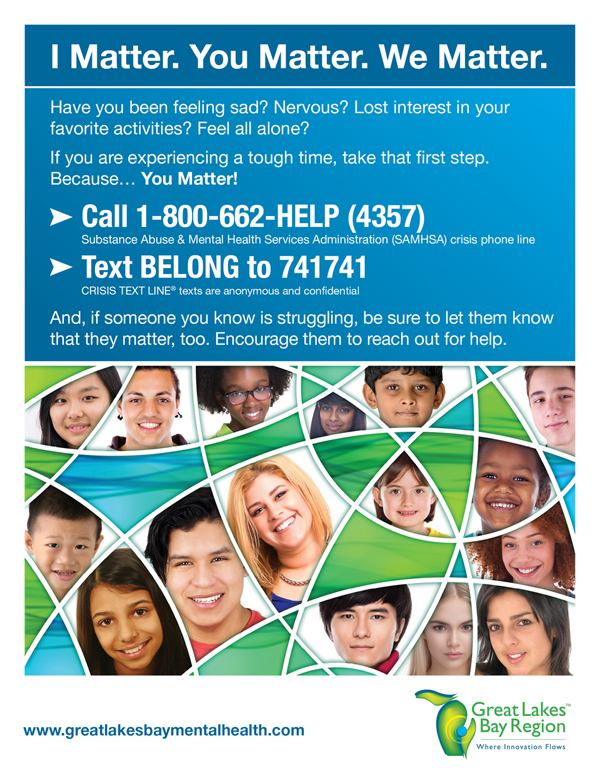 I Matter. You Matter. We Matter.
Have you been feeling sad? Nervous? Lost interest in your
favorite activities? Feel all alone?
If you are experiencing a tough time, take that first step.
Because… You Matter!
➤ Call 1-800-662-HELP (4357)
Substance Abuse & Mental Health Services Administration (SAMHSA) crisis phone line
➤ Text BELONG to 741741
CRISIS TEXT LINE® texts are anonymous and confidential
And, if someone you know is struggling, be sure to let them know
that they matter, too. Encourage them to reach out for help.
www.greatlakesbaymentalhealth.com
Great Lakes™
Bay Region
Where Innovation Flows